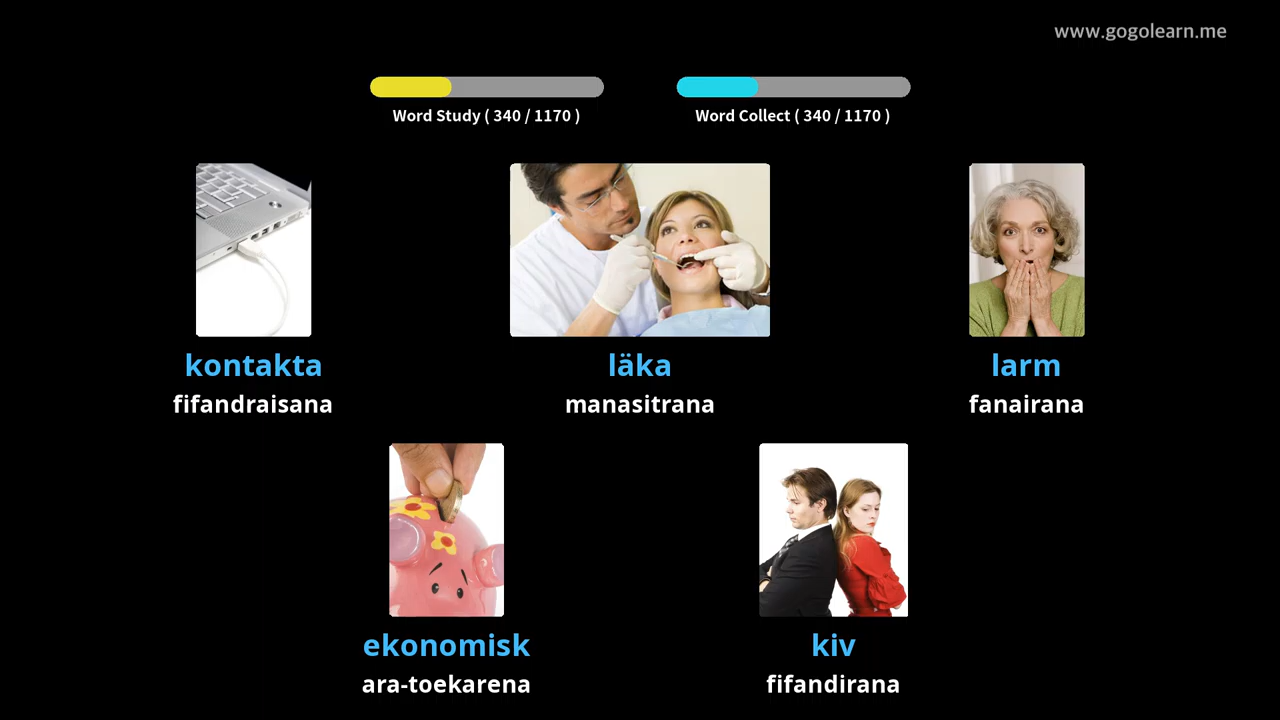 www.gogolearn.me
Word Study ( 340 / 1170 )
Word Collect ( 340 / 1170 )
kontakta
fifandraisana
läka
manasitrana
larm
fanairana
ekonomisk
ara-toekarena
kiv
fifandirana